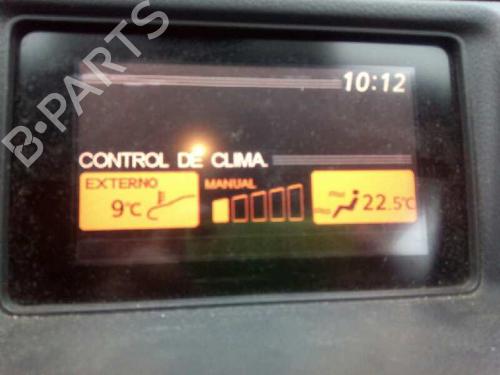 10:12
CONTROL DE CLIMA.
EXTERNO MANUAL
9°C 22.5°C
B-PARTS